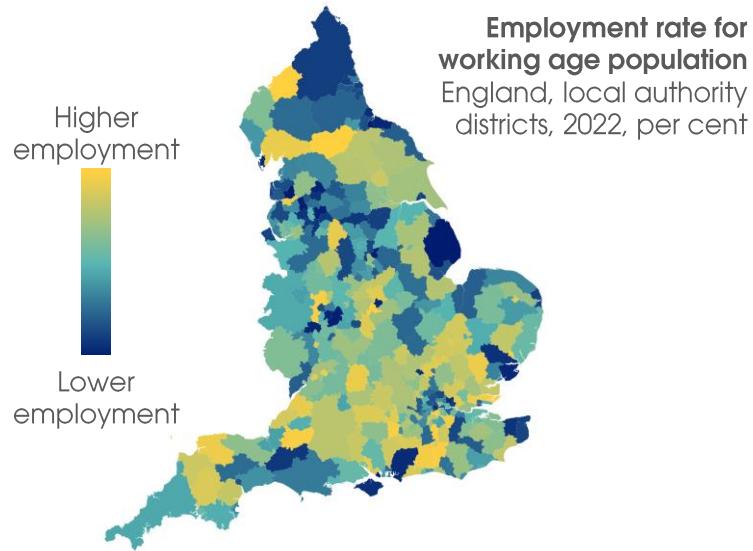 Employment rate for
working age population
England, local authority
districts, 2022, per cent
Higher
employment
Lower
employment